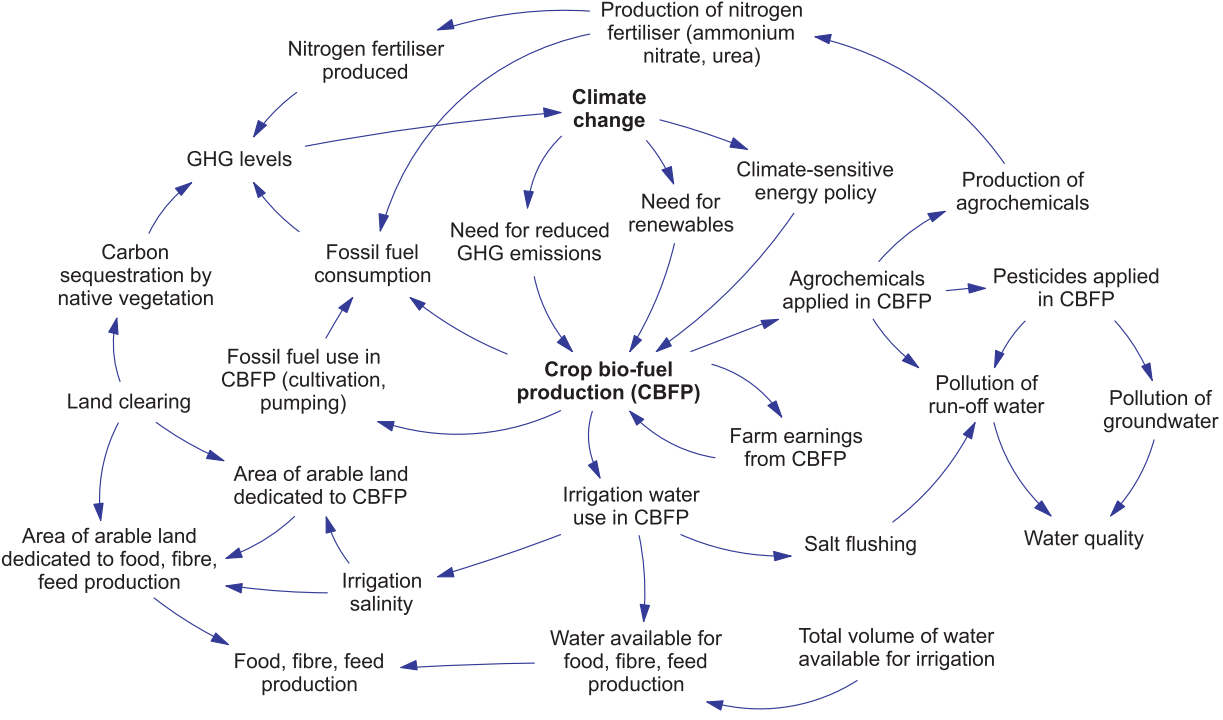 Production of nitrogen
fertiliser (ammonium
nitrate, urea)
Nitrogen fertiliser
produced
Climate
change
GHG levels
Climate-sensitive
energy policy
Production of
agrochemicals
Need for
renewables
Need for reduced
GHG emissions
Carbon
sequestration by
native vegetation
Fossil fuel
consumption
Agrochemicals
applied in CBFP
Pesticides applied
in CBFP
Fossil fuel use in
CBFP (cultivation,
pumping)
Crop bio-fuel
production (CBFP)
Land clearing
Pollution of
run-off water
Pollution of
groundwater
Farm earnings
from CBFP
Area of arable land
dedicated to CBFP
Irrigation water
use in CBFP
Area of arable land
dedicated to food, fibre,
feed production
Salt flushing
Water quality
Irrigation
salinity
Food, fibre, feed
production
Water available for
food, fibre, feed
production
Total volume of water
available for irrigation